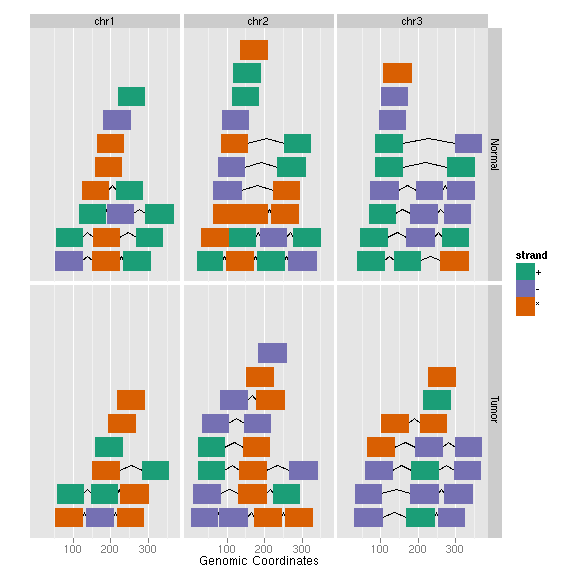 chr1 chr2 chr3
Normal
Tumor
strand
+
-
*
100 200 300 100 200 300 100 200 300
Genomic Coordinates